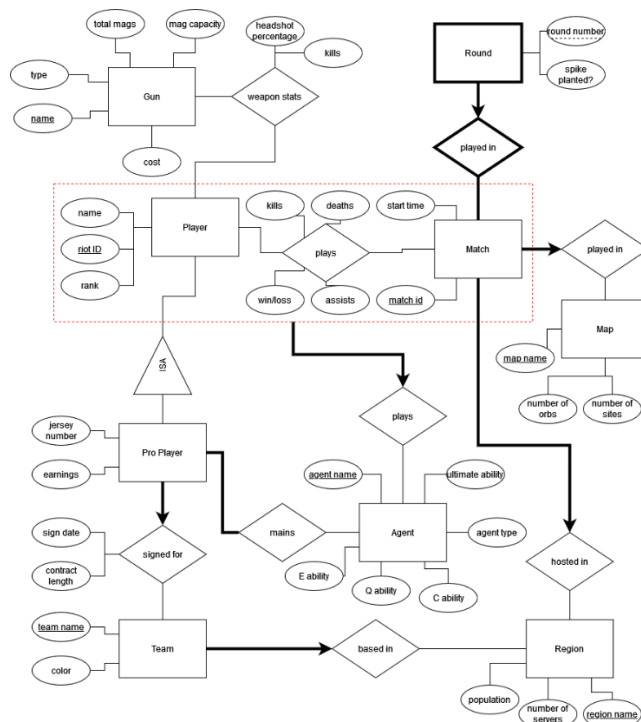 total mags
mag capacity
headshot
percentage
kills
type
Gun
weapon stats
name
cost
Round
round number
spike
planted?
played in
name
riot ID
rank
Player
kills
deaths
plays
win/loss
assists
start time
Match
match id
played in
Map
map name
number of
orbs
number of
sites
ISA
plays
jersey
number
earnings
Pro Player
mains
agent name
ultimate ability
Agent
agent type
E ability
Q ability
C ability
hosted in
sign date
contract
length
signed for
team name
color
Team
based in
Region
population
number of
servers
region name